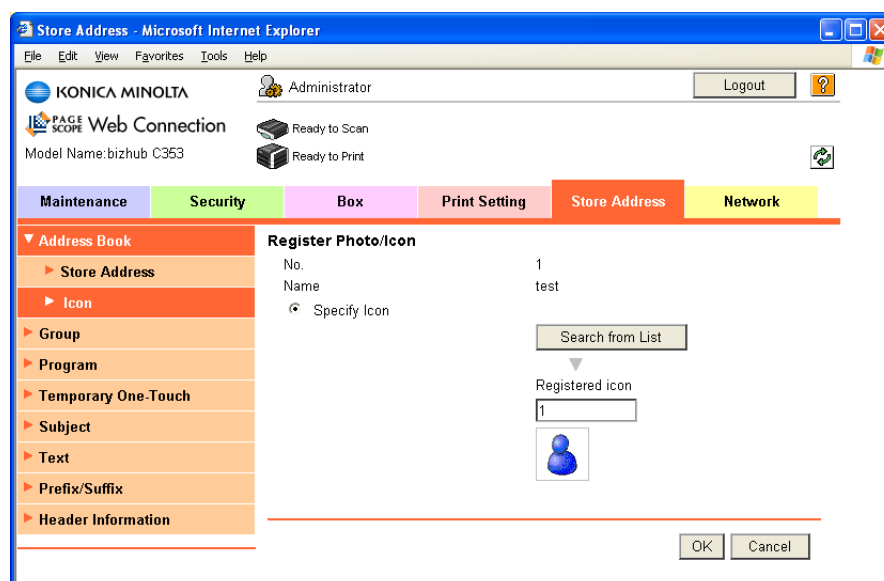 Store Address - Microsoft Internet Explorer
File Edit View Favorites Tools Help
KONICA MINOLTA
Administrator
Logout
?
PAGE SCOPE Web Connection
Ready to Scan
Model Name:bizhub C353
Ready to Print
Maintenance Security Box Print Setting Store Address Network
Address Book
Store Address
Icon
Group
Program
Temporary One-Touch
Subject
Text
Prefix/Suffix
Header Information
Register Photo/Icon
No. 1
Name test
Specify Icon
Search from List
Registered icon
1
OK Cancel